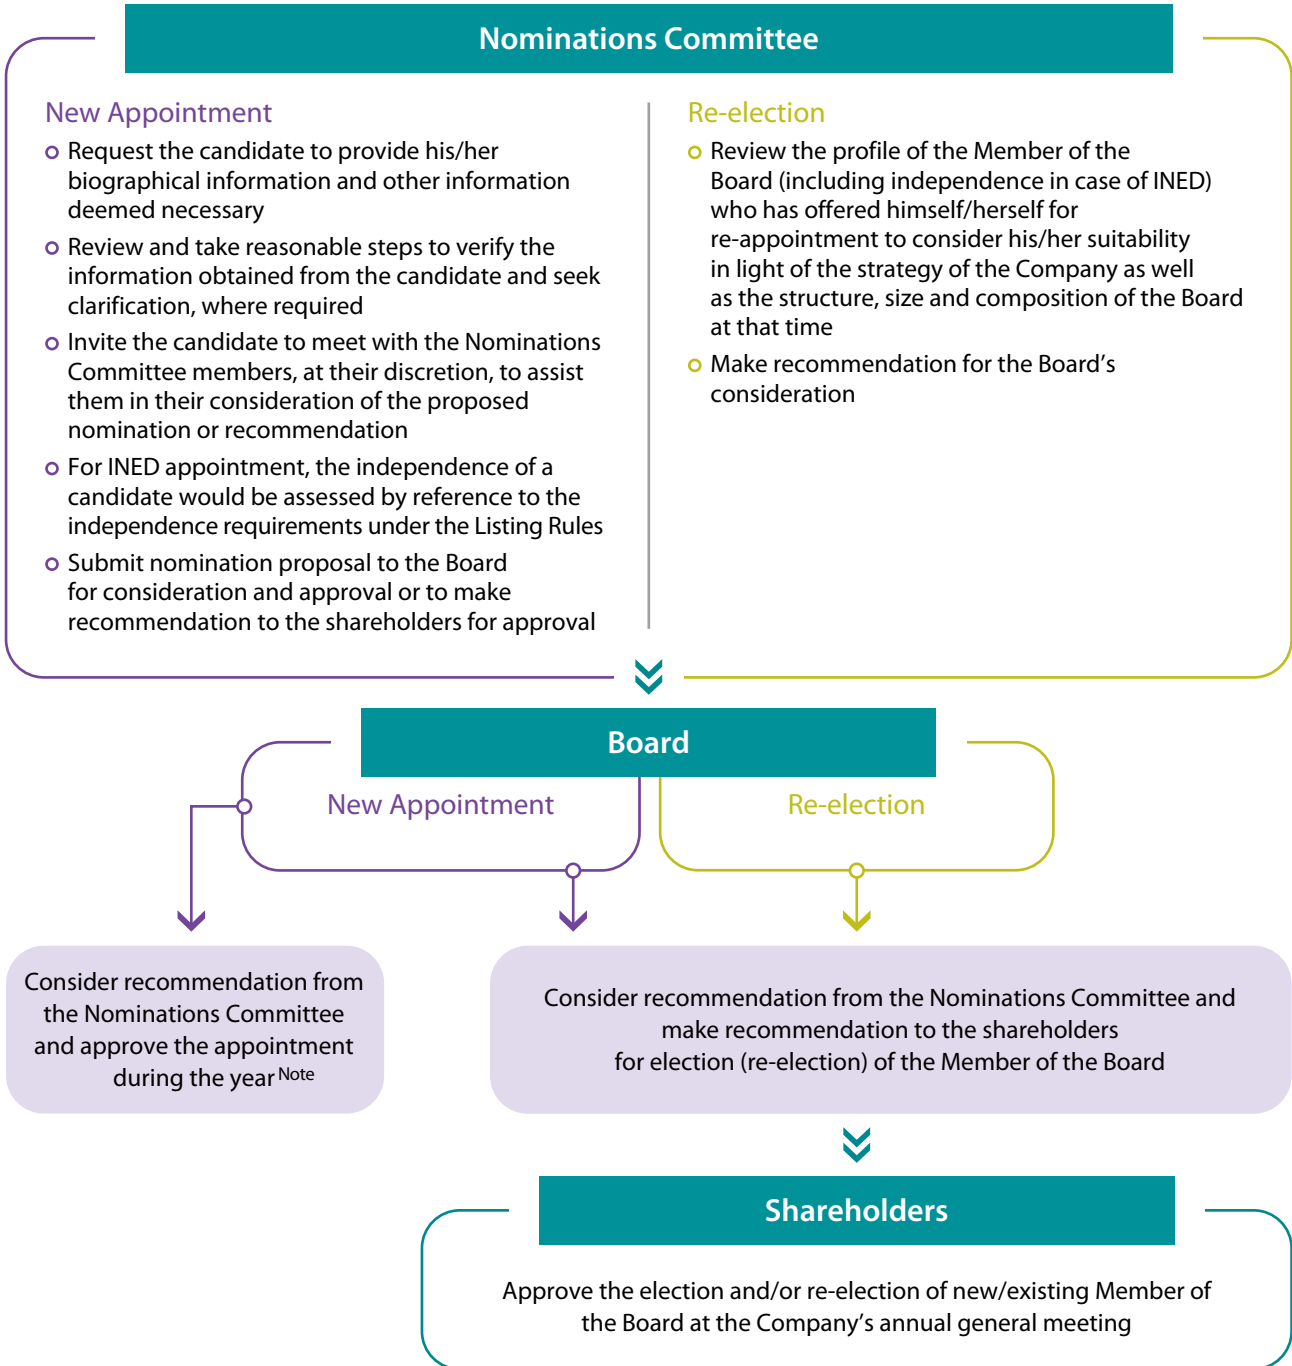 Nominations Committee
New Appointment
Request the candidate to provide his/her
biographical information and other information
deemed necessary
Review and take reasonable steps to verify the
information obtained from the candidate and seek
clarification, where required
Invite the candidate to meet with the Nominations
Committee members, at their discretion, to assist
them in their consideration of the proposed
nomination or recommendation
For INED appointment, the independence of a
candidate would be assessed by reference to the
independence requirements under the Listing Rules
Submit nomination proposal to the Board
for consideration and approval or to make
recommendation to the shareholders for approval
Re-election
Review the profile of the Member of the
Board (including independence in case of INED)
who has offered himself/herself for
re-appointment to consider his/her suitability
in light of the strategy of the Company as well
as the structure, size and composition of the Board
at that time
Make recommendation for the Board's
consideration
Board
New Appointment
Re-election
Consider recommendation from
the Nominations Committee
and approve the appointment
during the year Note
Consider recommendation from the Nominations Committee and
make recommendation to the shareholders
for election (re-election) of the Member of the Board
Shareholders
Approve the election and/or re-election of new/existing Member of
the Board at the Company's annual general meeting